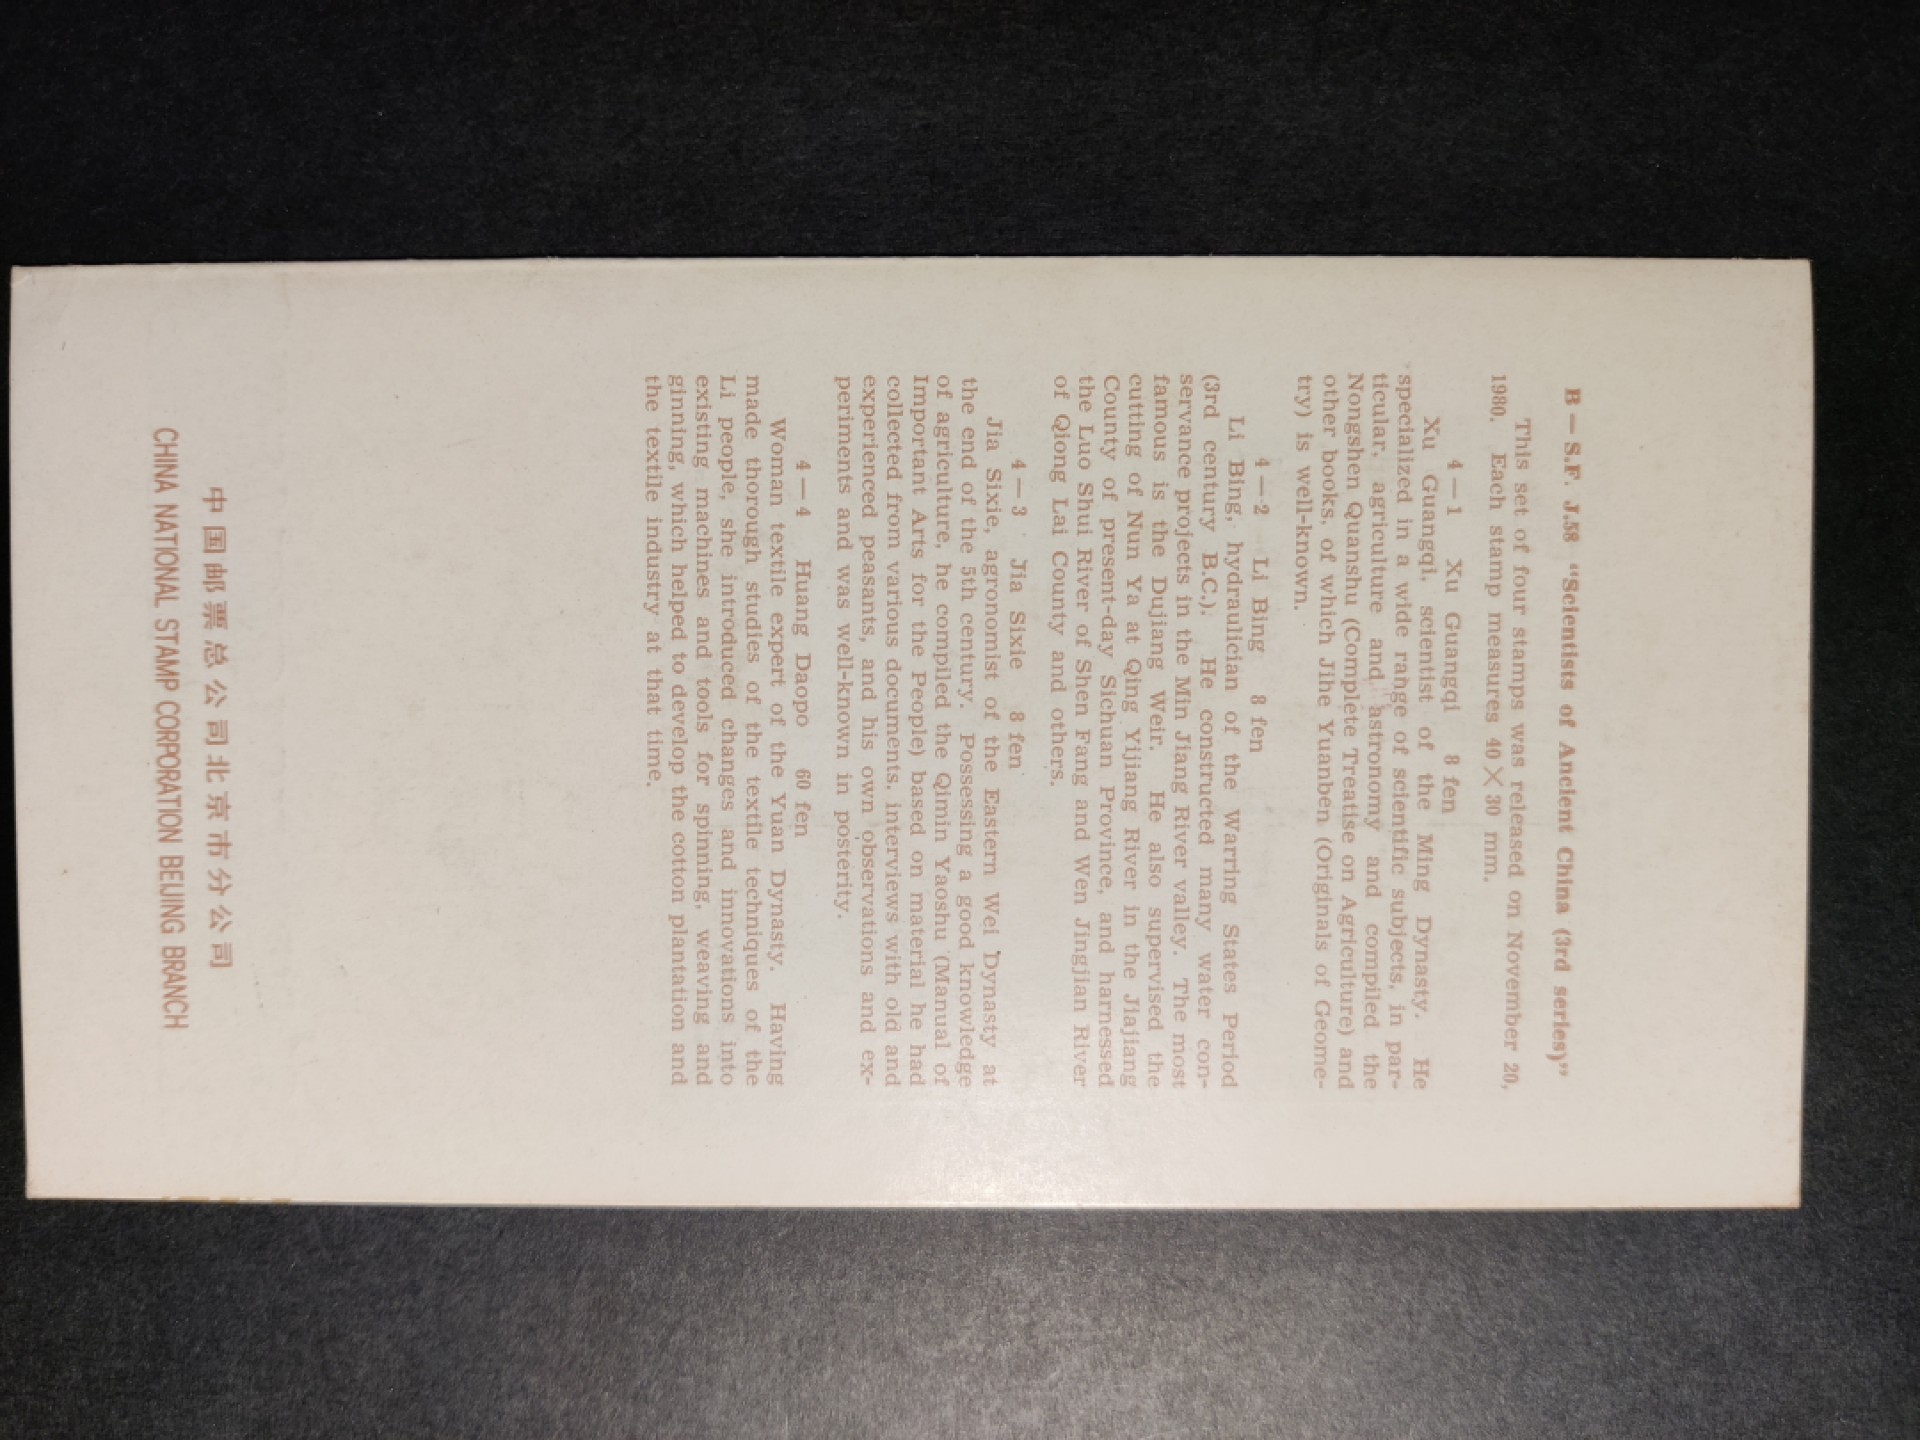 B — S.F. J.58 “Scientists of Ancient China (3rd series)”
This set of four stamps was released on November 20,
1980. Each stamp measures 40×30 mm.
4—1 Xu Guangqi 8 fen
Xu Guangqi, scientist of the Ming Dynasty. He
specialized in a wide range of scientific subjects, in par-
ticular, agriculture and astronomy and compiled the
Nongshen Quanshu (Complete Treatise on Agriculture) and
other books, of which Jihe Yuanben (Originals of Geome-
try) is well-known.
4—2 Li Bing 8 fen
Li Bing, hydraulician of the Warring States Period
(3rd century B.C.). He constructed many water con-
servance projects in the Min Jiang River valley. The most
famous is the Dujiang Weir. He also supervised the
cutting of Nun Ya at Qing Yijiang River in the Jiajiang
County of present-day Sichuan Province, and harnessed
the Luo Shui River of Shen Fang and Wen Jingjian River
of Qiong Lai County and others.
4—3 Jia Sixie 8 fen
Jia Sixie, agronomist of the Eastern Wei Dynasty at
the end of the 5th century. Possessing a good knowledge
of agriculture, he compiled the Qimin Yaoshu (Manual of
Important Arts for the People) based on material he had
collected from various documents, interviews with old and
experienced peasants, and his own observations and ex-
periments and was well-known in posterity.
4—4 Huang Daopo 60 fen
Woman textile expert of the Yuan Dynasty. Having
made thorough studies of the textile techniques of the
Li people, she introduced changes and innovations into
existing machines and tools for spinning, weaving and
ginning, which helped to develop the cotton plantation and
the textile industry at that time.
中国邮票总公司北京市分公司
CHINA NATIONAL STAMP CORPORATION BEIJING BRANCH